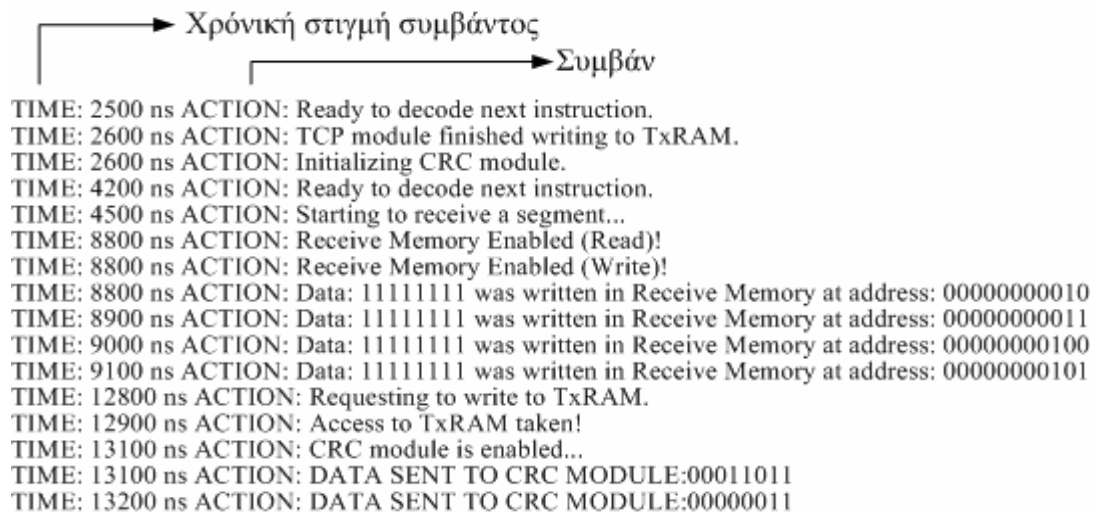 Χρόνική στιγμή συμβάντος
Συμβάν
TIME: 2500 ns ACTION: Ready to decode next instruction.
TIME: 2600 ns ACTION: TCP module finished writing to TxRAM.
TIME: 2600 ns ACTION: Initializing CRC module.
TIME: 4200 ns ACTION: Ready to decode next instruction.
TIME: 4500 ns ACTION: Starting to receive a segment...
TIME: 8800 ns ACTION: Receive Memory Enabled (Read)!
TIME: 8800 ns ACTION: Receive Memory Enabled (Write)!
TIME: 8800 ns ACTION: Data: 11111111 was written in Receive Memory at address: 00000000010
TIME: 8900 ns ACTION: Data: 11111111 was written in Receive Memory at address: 00000000011
TIME: 9000 ns ACTION: Data: 11111111 was written in Receive Memory at address: 00000000100
TIME: 9100 ns ACTION: Data: 11111111 was written in Receive Memory at address: 00000000101
TIME: 12800 ns ACTION: Requesting to write to TxRAM.
TIME: 12900 ns ACTION: Access to TxRAM taken!
TIME: 13100 ns ACTION: CRC module is enabled...
TIME: 13100 ns ACTION: DATA SENT TO CRC MODULE:00011011
TIME: 13200 ns ACTION: DATA SENT TO CRC MODULE:00000011